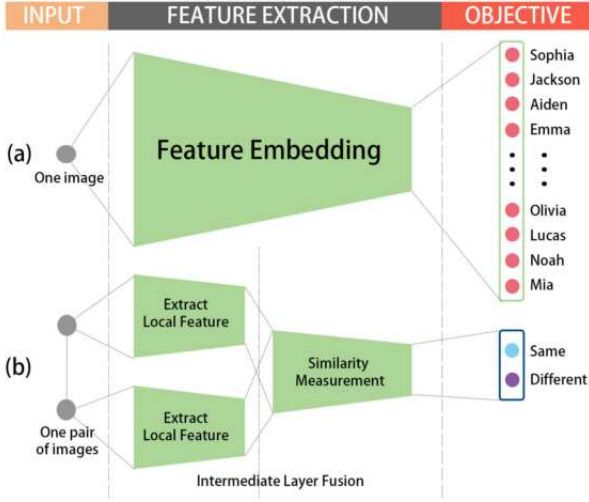 INPUT
FEATURE EXTRACTION
OBJECTIVE
(a)
One image
Feature Embedding
Sophia
Jackson
Aiden
Emma
Olivia
Lucas
Noah
Mia
(b)
One pair
of images
Extract
Local Feature
Extract
Local Feature
Similarity
Measurement
Same
Different
Intermediate Layer Fusion